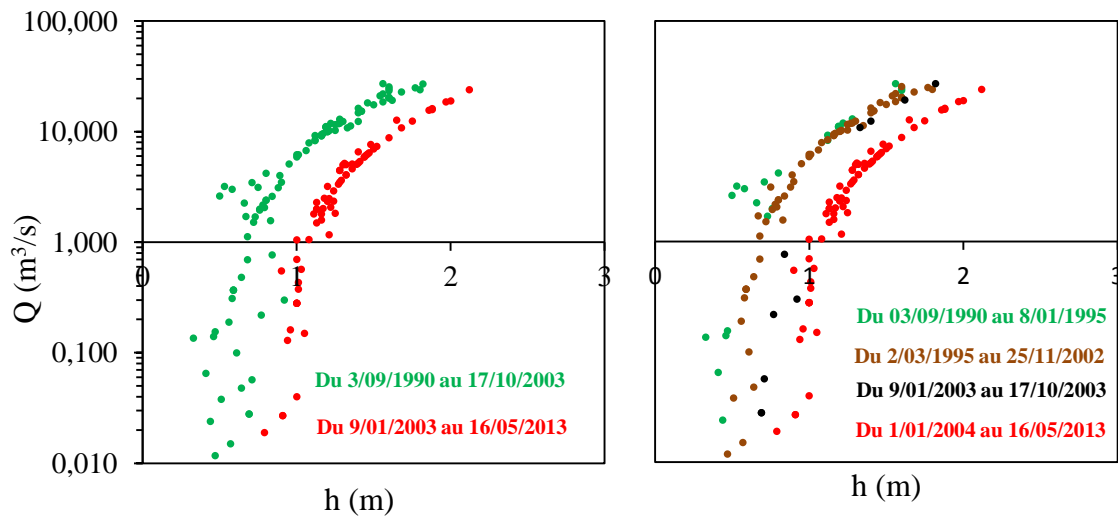 100,000
10,000
1,000
0,100
0,010
Q (m³/s)
0
1
2
3
h (m)
Du 3/09/1990 au 17/10/2003
Du 9/01/2003 au 16/05/2013
0
1
2
3
h (m)
Du 03/09/1990 au 8/01/1995
Du 2/03/1995 au 25/11/2002
Du 9/01/2003 au 17/10/2003
Du 1/01/2004 au 16/05/2013